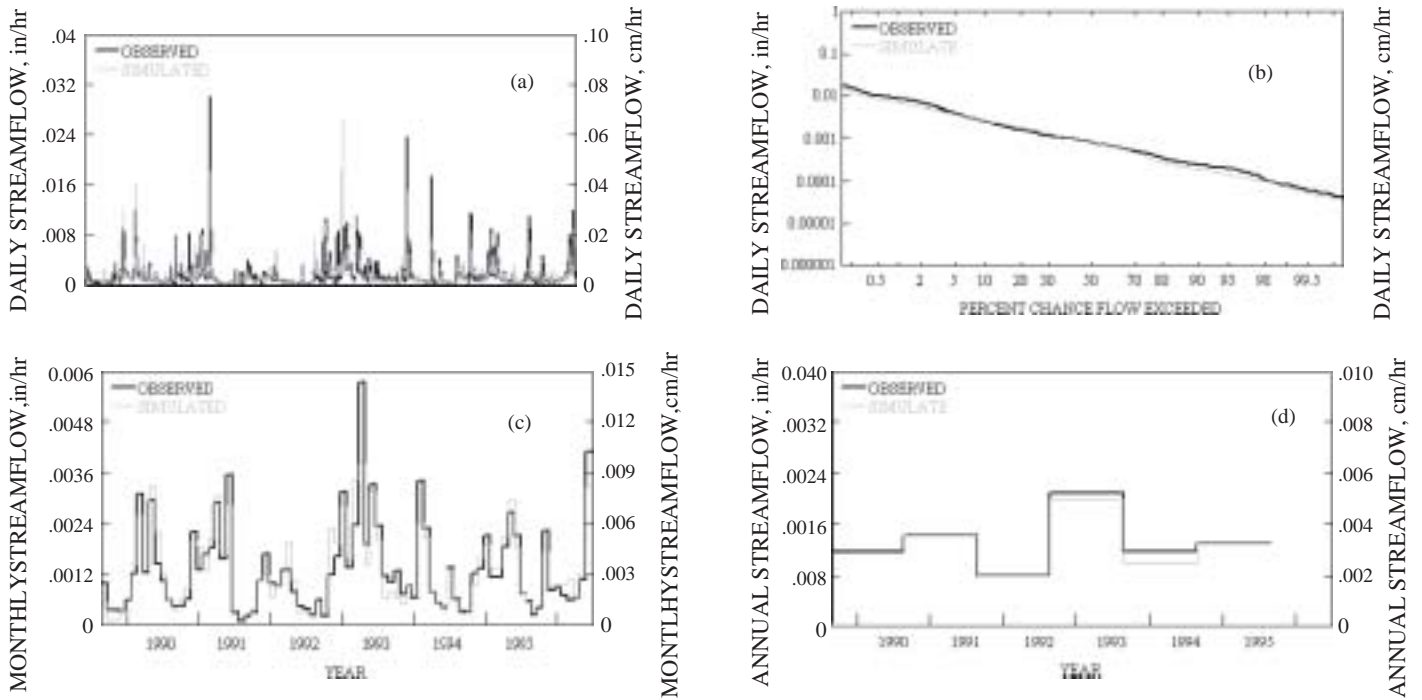 DAILY STREAMFLOW, in/hr
.04
.032
.024
.016
.008
0
OBSERVED
SIMULATED
(a)
.10
.08
.06
.04
.02
0
DAILY STREAMFLOW, cm/hr
DAILY STREAMFLOW, in/hr
1
0.1
0.01
0.001
0.0001
0.00001
0.000001
OBSERVED
SIMULATE
(b)
0.5 2 5 10 20 30 50 70 80 90 95 98 99.5
PERCENT CHANCE FLOW EXCEEDED
DAILY STREAMFLOW, cm/hr
MONTHLYSTREAMFLOW,in/hr
0.006
.0048
.0036
.0024
.0012
0
OBSERVED
SIMULATED
(c)
.015
.012
.009
.006
.003
0
1990 1991 1992 1993 1994 1995
YEAR
MONTLHYSTREAMFLOW,cm/hr
ANNUAL STREAMFLOW, in/hr
0.040
.0032
.0024
.0016
.0008
0
OBSERVED
SIMULATE
(d)
.010
.008
.006
.004
.002
0
1990 1991 1992 1993 1994 1995
YEAR
ANNUAL STREAMFLOW, cm/hr